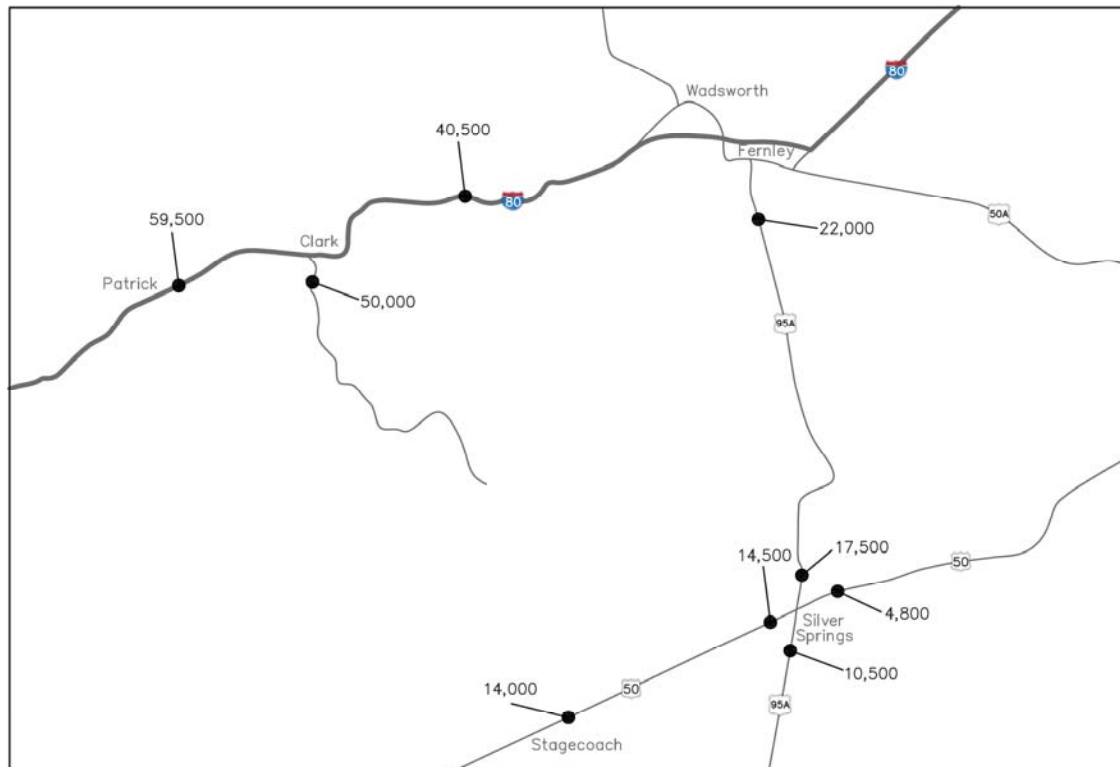 Wadsworth
80
40,500
Fernley
80
59,500
50A
22,000
Clark
Patrick
50,000
95A
14,500
17,500
50
4,800
Silver
Springs
10,500
14,000
50
95A
Stagecoach